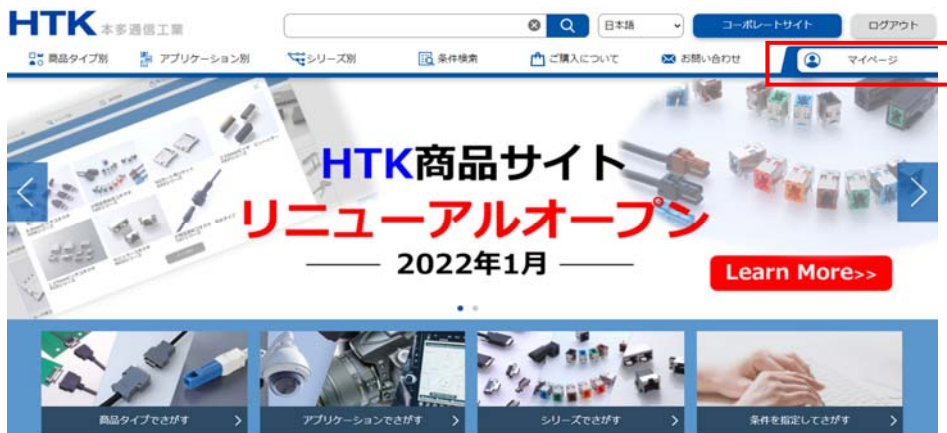 HTK 本多通信工業
日本語
コーポレートサイト
ログアウト
商品タイプ別
アプリケーション別
シリーズ別
条件検索
ご購入について
お問い合わせ
マイページ
HTK商品サイト
リニューアルオープン
2022年1月
Learn More>>
商品タイプでさがす
アプリケーションでさがす
シリーズでさがす
条件を指定してさがす